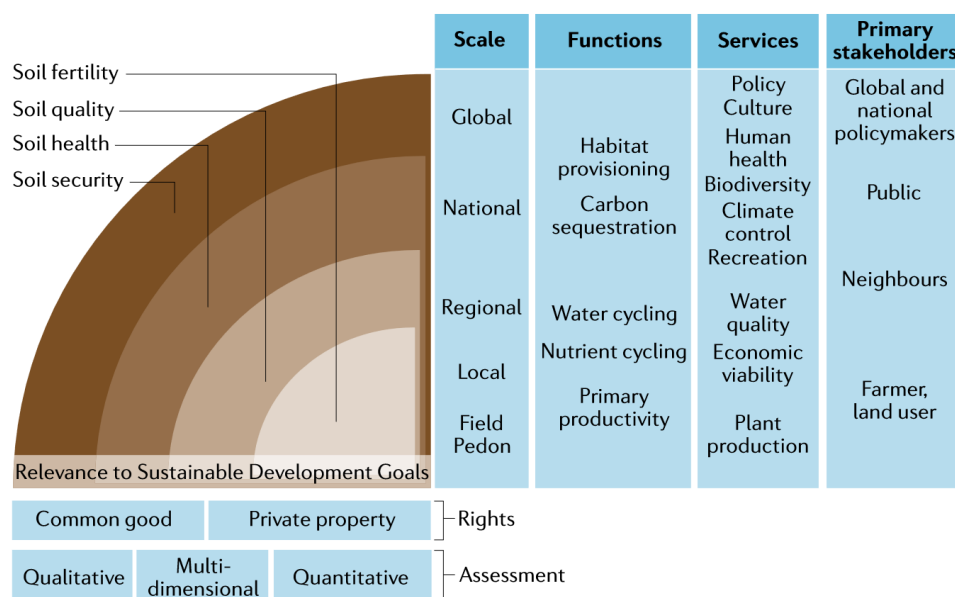 Soil fertility
Soil quality
Soil health
Soil security
Relevance to Sustainable Development Goals
Scale
Global
National
Regional
Local
Field
Pedon
Functions
Habitat
provisioning
Carbon
sequestration
Water cycling
Nutrient cycling
Primary
productivity
Services
Policy
Culture
Human
health
Biodiversity
Climate
control
Recreation
Water
quality
Economic
viability
Plant
production
Primary
stakeholders
Global and
national
policymakers
Public
Neighbours
Farmer,
land user
Common good
Private property
Rights
Qualitative
Multi-
dimensional
Quantitative
Assessment